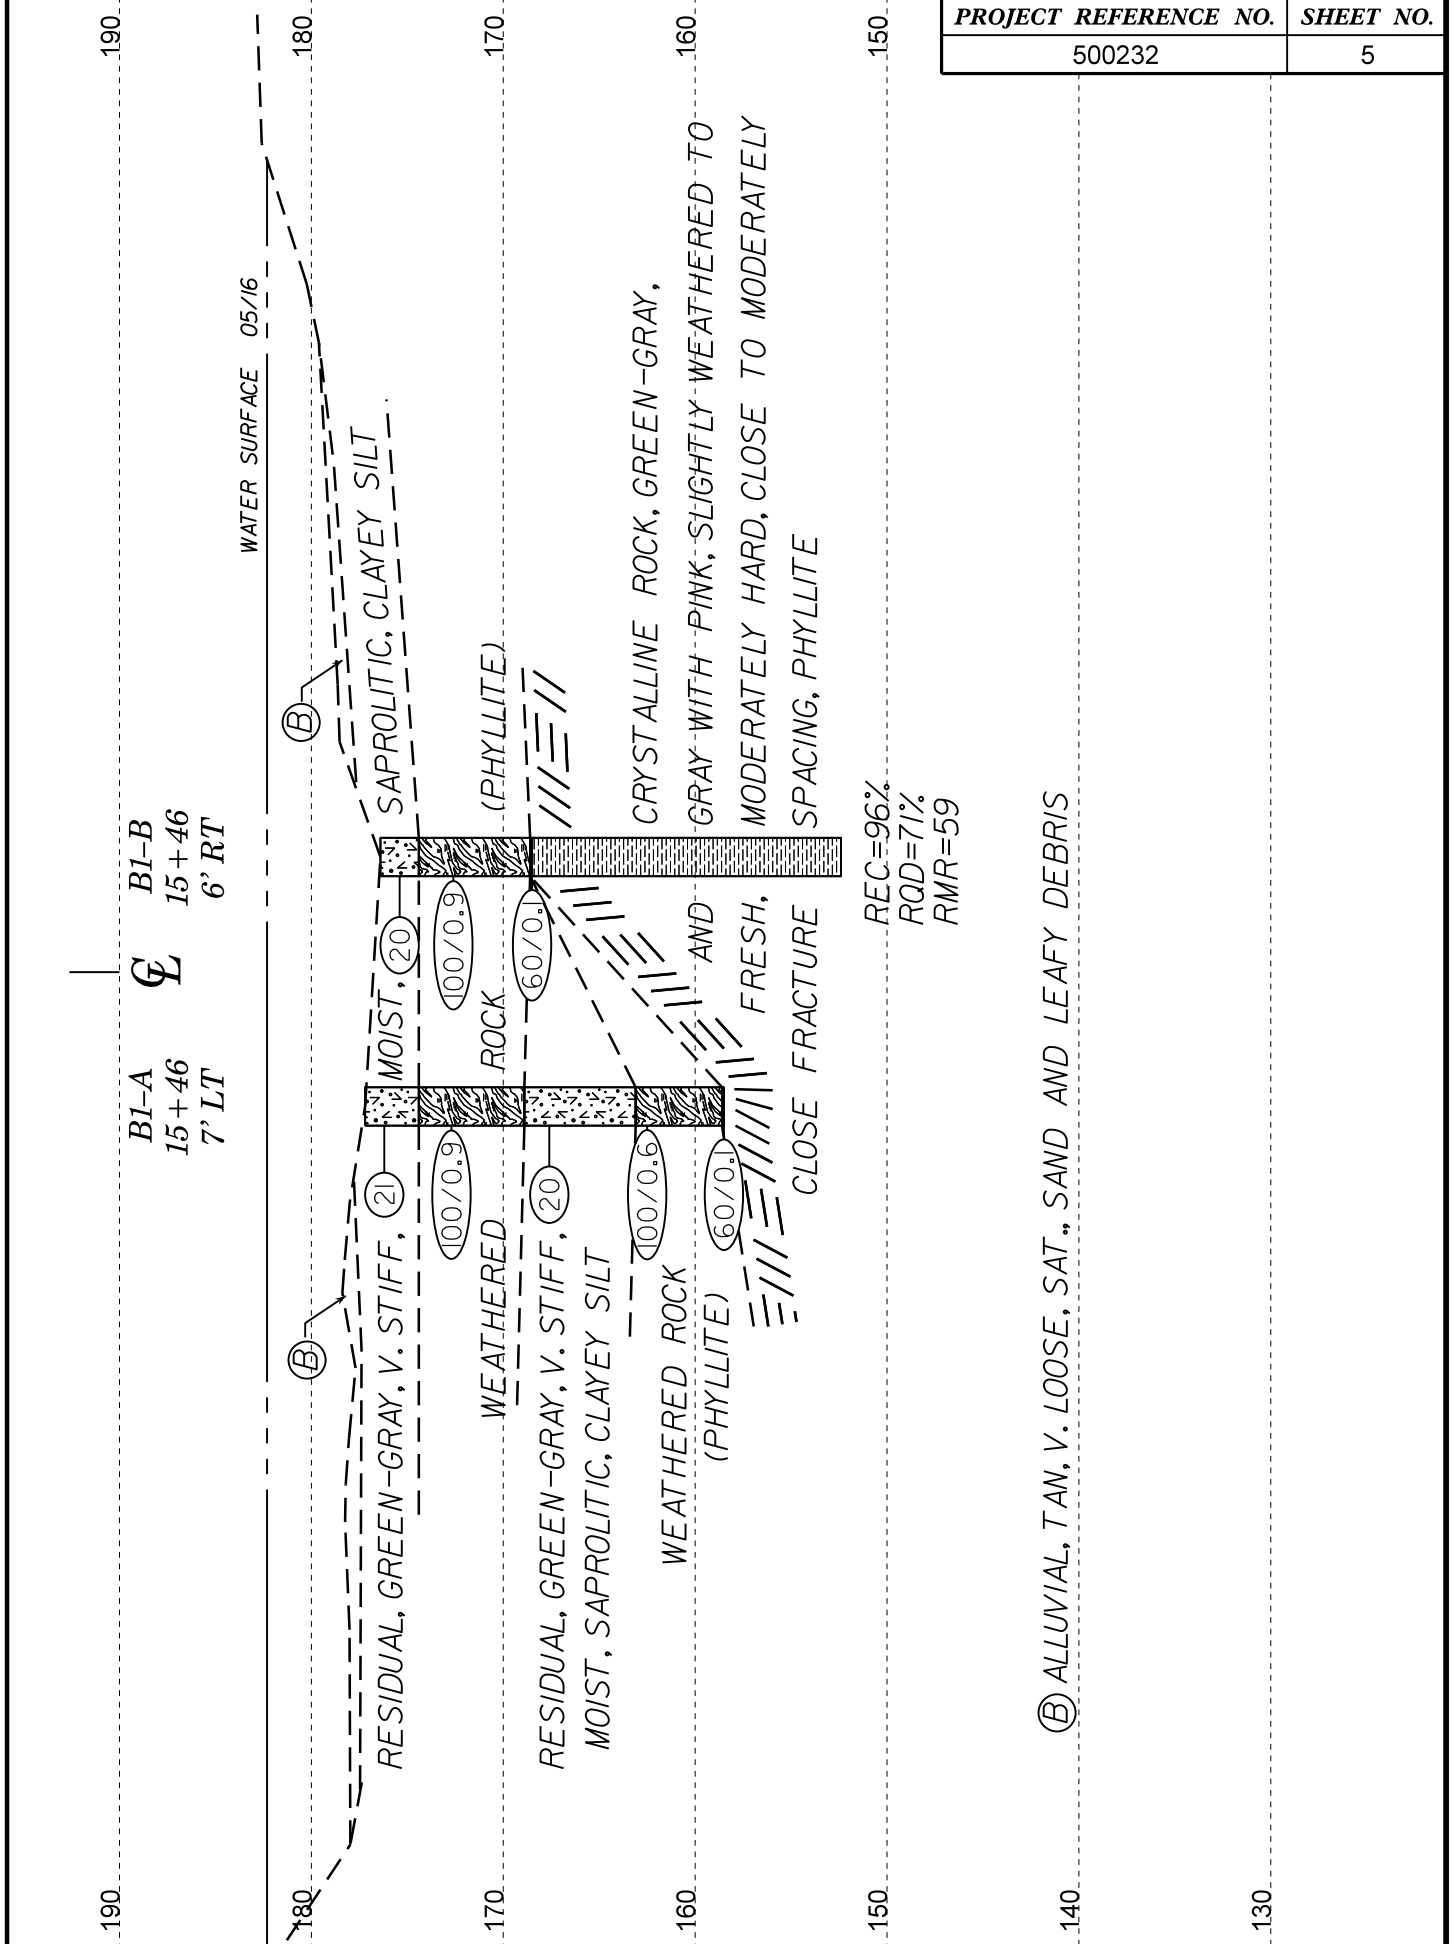 PROJECT REFERENCE NO. SHEET NO.
500232 5
B1-A
15+46
7' LT
℄
B1-B
15+46
6' RT
190 190
WATER SURFACE 05/16
180 180
B
B
RESIDUAL, GREEN-GRAY, V. STIFF, 21 MOIST, 20 SAPROLITIC, CLAYEY SILT
100/0.9 100/0.9
WEATHERED ROCK (PHYLLITE)
170 170
60/0.1
RESIDUAL, GREEN-GRAY, V. STIFF, 20
MOIST, SAPROLITIC, CLAYEY SILT
100/0.6
WEATHERED ROCK
(PHYLLITE)
60/0.1
160 160
CRYSTALLINE ROCK, GREEN-GRAY,
AND GRAY WITH PINK, SLIGHTLY WEATHERED TO
FRESH, MODERATELY HARD, CLOSE TO MODERATELY
CLOSE FRACTURE SPACING, PHYLLITE
REC=96%
RQD=71%
RMR=59
150 150
140
B ALLUVIAL, TAN, V. LOOSE, SAT., SAND AND LEAFY DEBRIS
130